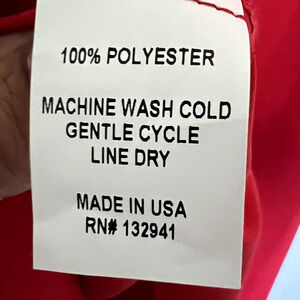 100% POLYESTER
MACHINE WASH COLD
GENTLE CYCLE
LINE DRY
MADE IN USA
RN# 132941